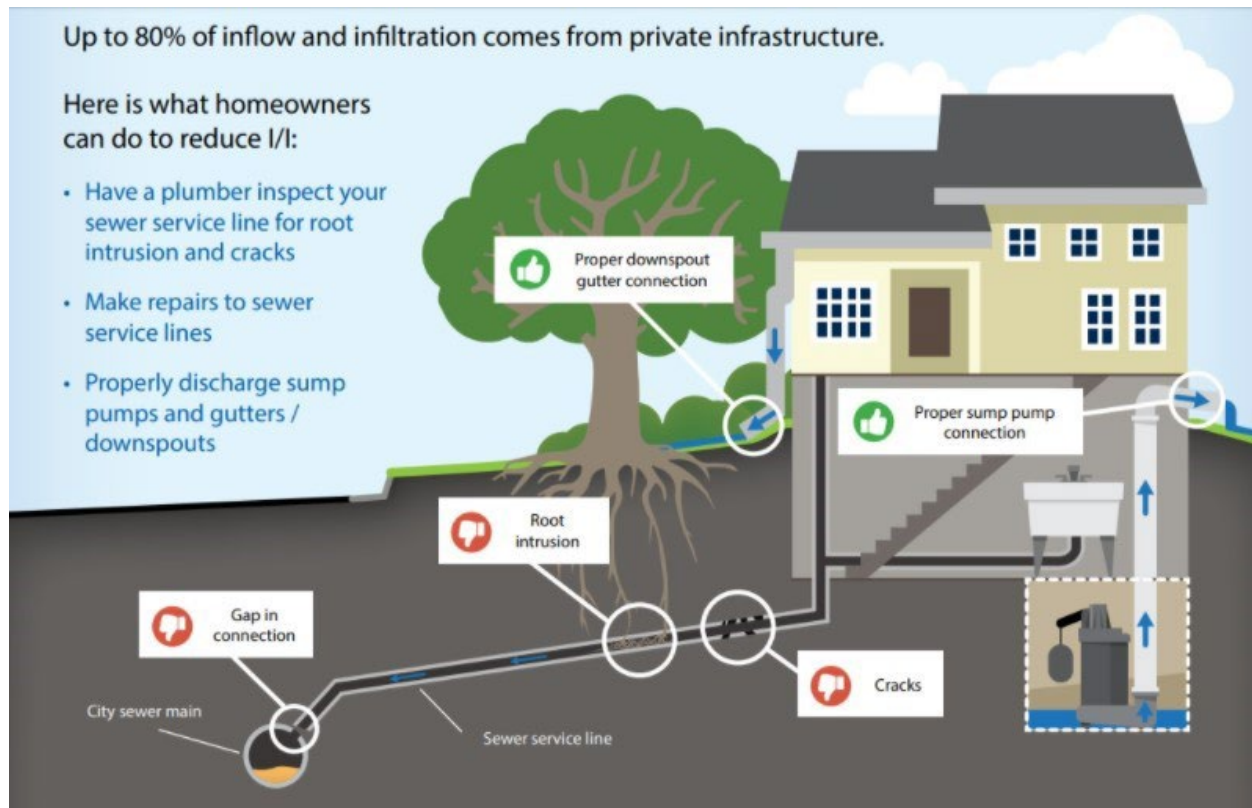 Up to 80% of inflow and infiltration comes from private infrastructure.
Here is what homeowners
can do to reduce I/I:
• Have a plumber inspect your
sewer service line for root
intrusion and cracks
• Make repairs to sewer
service lines
• Properly discharge sump
pumps and gutters /
downspouts
Proper downspout
gutter connection
Proper sump pump
connection
Root
intrusion
Gap in
connection
Cracks
City sewer main
Sewer service line